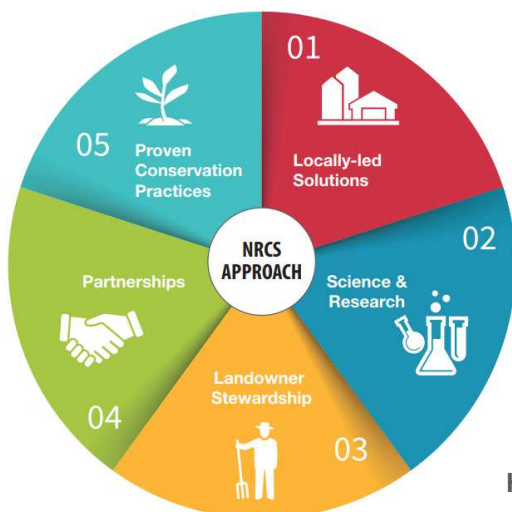 01
Locally-led
Solutions
02
Science &
Research
03
Landowner
Stewardship
04
Partnerships
05
Proven
Conservation
Practices
NRCS
APPROACH